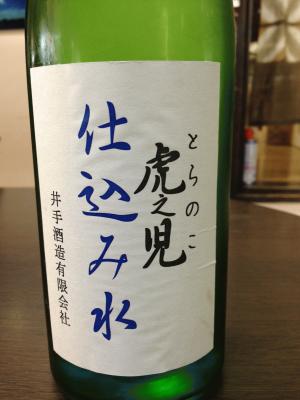 とらのこ
虎之児
仕込み水
井手酒造有限会社